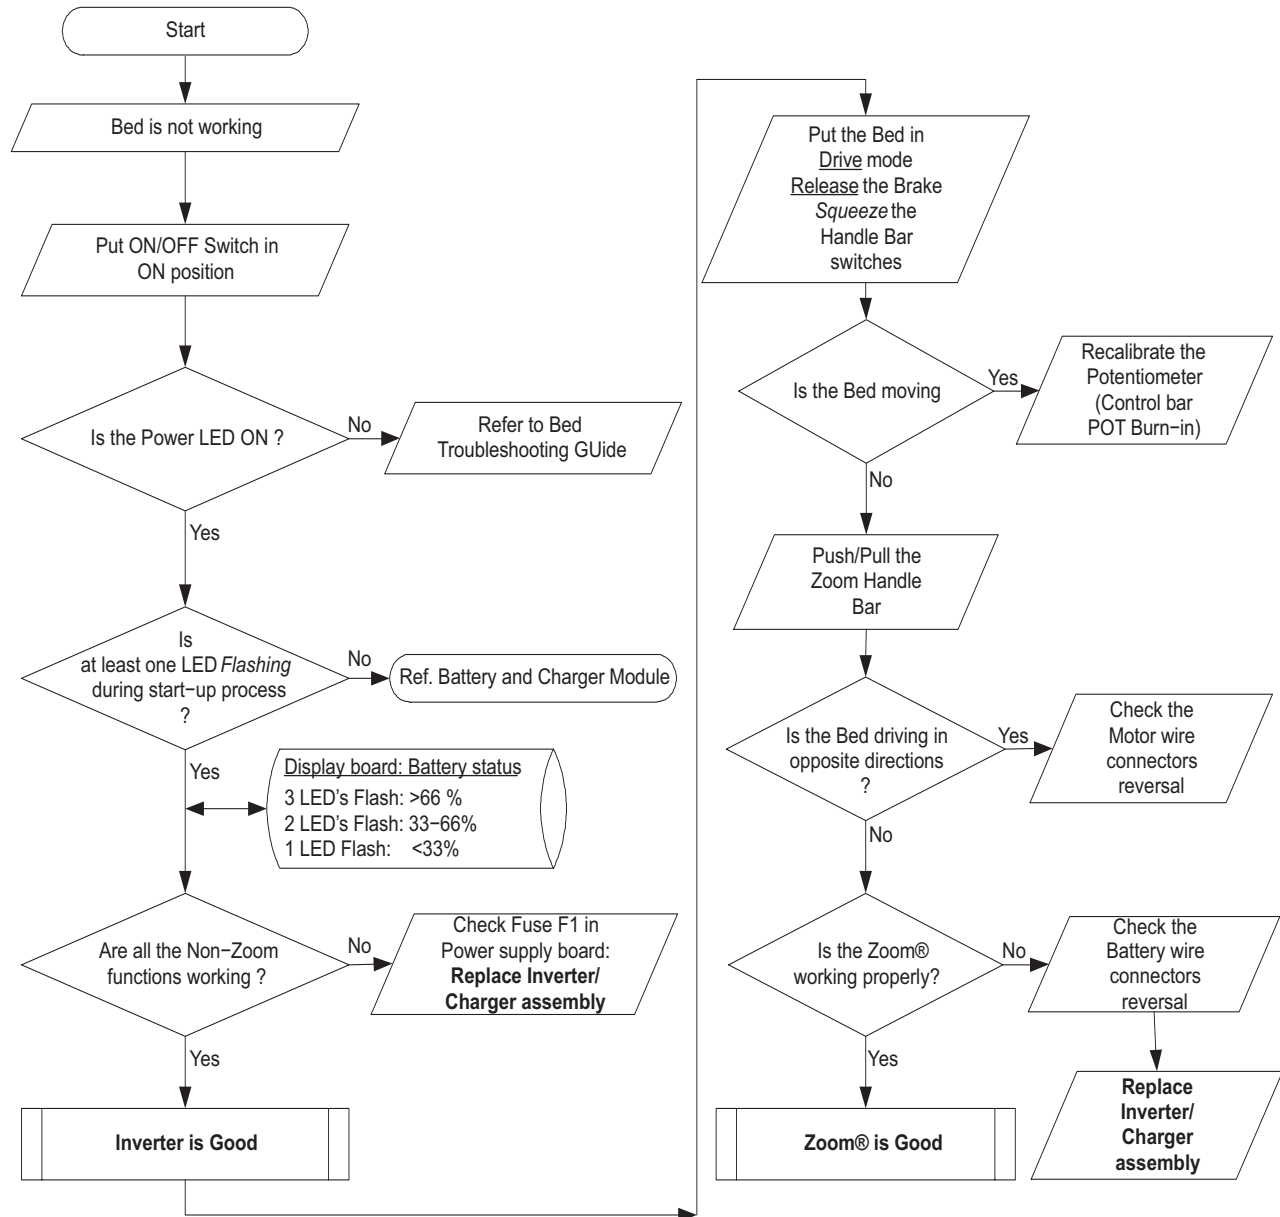 Start
Bed is not working
Put ON/OFF Switch in
ON position
Is the Power LED ON ?
No
Refer to Bed
Troubleshooting GUide
Yes
Is
at least one LED Flashing
during start−up process
?
No
Ref. Battery and Charger Module
Yes
Display board: Battery status
3 LED’s Flash: >66 %
2 LED’s Flash: 33−66%
1 LED Flash: <33%
Are all the Non−Zoom
functions working ?
No
Check Fuse F1 in
Power supply board:
Replace Inverter/
Charger assembly
Yes
Inverter is Good
Put the Bed in
Drive mode
Release the Brake
Squeeze the
Handle Bar
switches
Is the Bed moving
Yes
Recalibrate the
Potentiometer
(Control bar
POT Burn−in)
No
Push/Pull the
Zoom Handle
Bar
Is the Bed driving in
opposite directions
?
Yes
Check the
Motor wire
connectors
reversal
No
Is the Zoom®
working properly?
No
Check the
Battery wire
connectors
reversal
Replace
Inverter/
Charger
assembly
Yes
Zoom® is Good